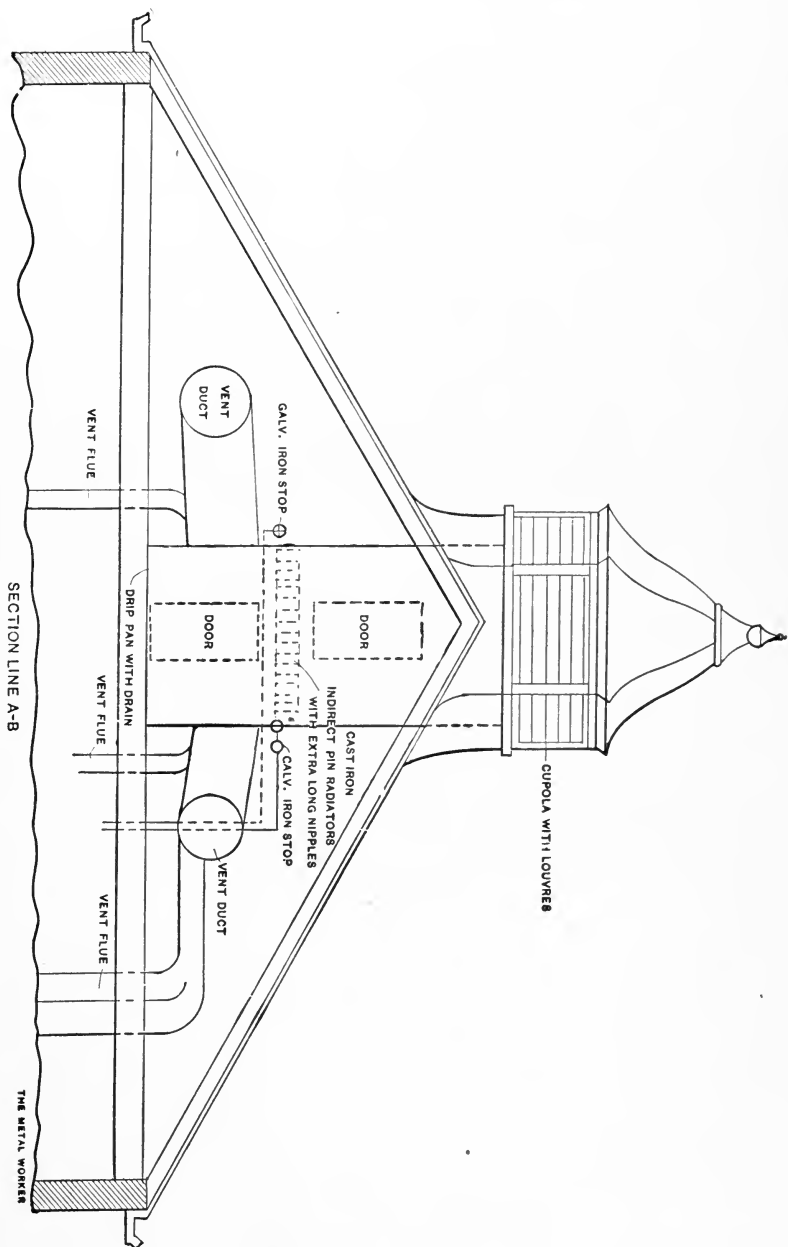 CUPOLA WITH LOUVRES
CAST IRON
INDIRECT PIN RADIATORS
WITH EXTRA LONG NIPPLES
DOOR
GALV. IRON STOP
GALV. IRON STOP
VENT
DUCT
VENT DUCT
DOOR
DRIP PAN WITH DRAIN
VENT FLUE
VENT FLUE
VENT FLUE
SECTION LINE A-B
THE METAL WORKER